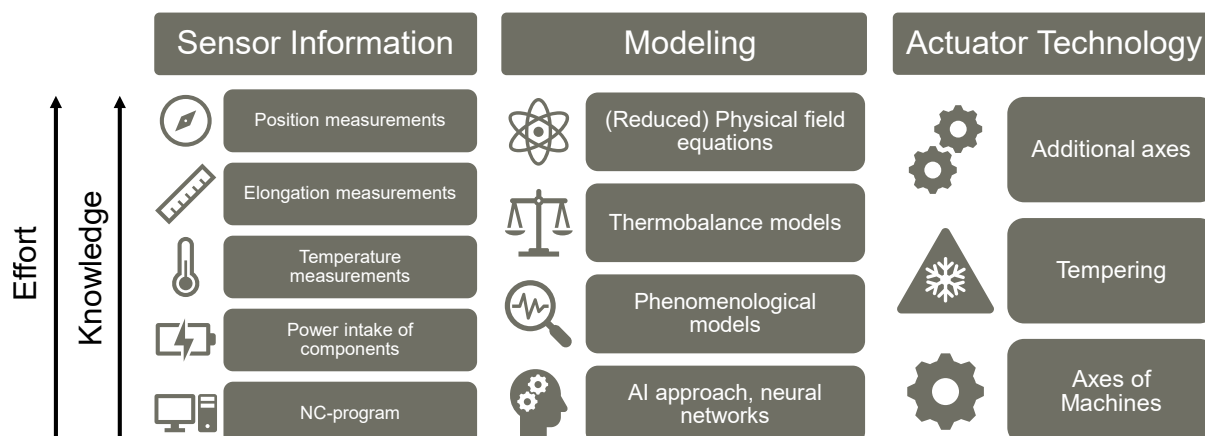 Sensor Information
Modeling
Actuator Technology
Effort
Knowledge
Position measurements
Elongation measurements
Temperature
measurements
Power intake of
components
NC-program
(Reduced) Physical field
equations
Thermobalance models
Phenomenological
models
AI approach, neural
networks
Additional axes
Tempering
Axes of
Machines